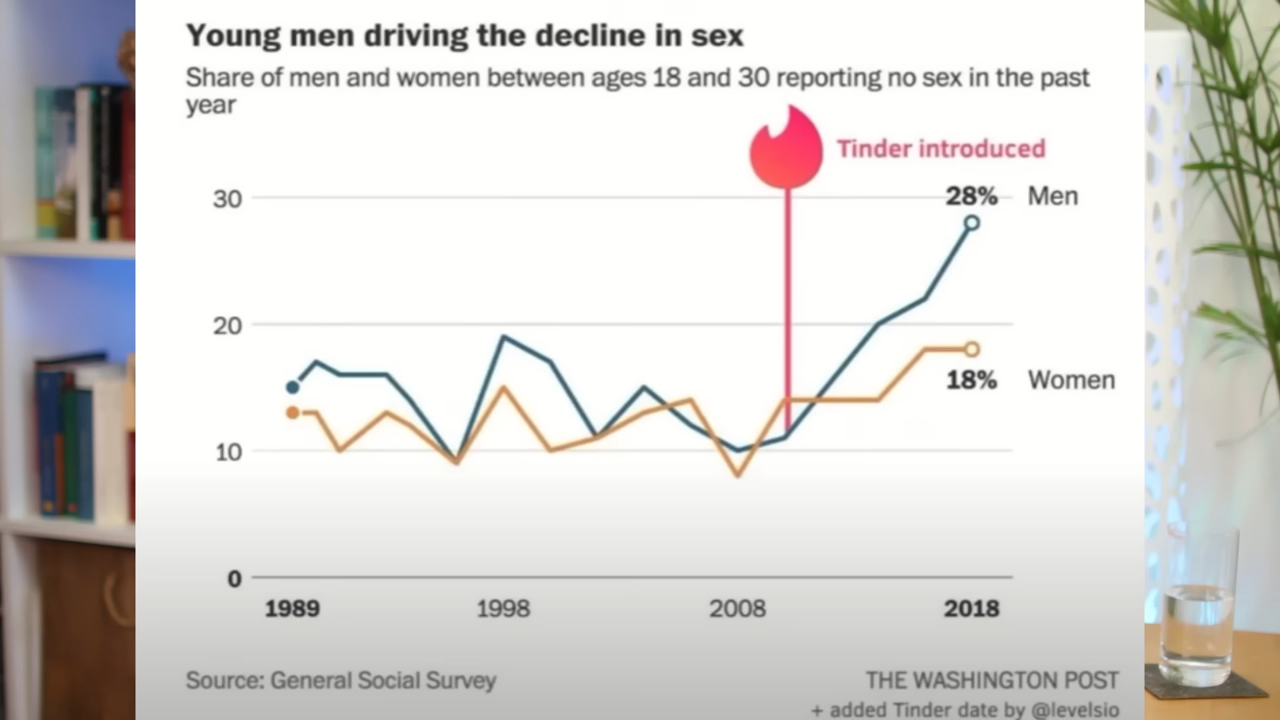 Young men driving the decline in sex
Share of men and women between ages 18 and 30 reporting no sex in the past
year
Tinder introduced
30
28% Men
20
18% Women
10
0
1989 1998 2008 2018
Source: General Social Survey
THE WASHINGTON POST
+ added Tinder date by @levelsio